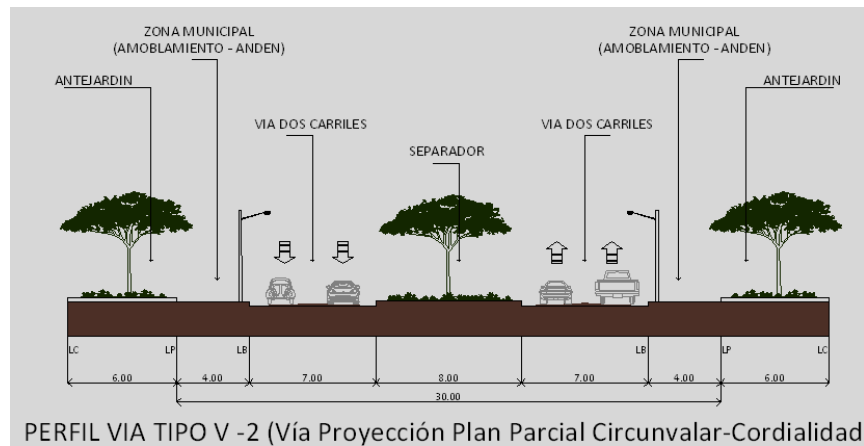 ZONA MUNICIPAL
(AMOBLAMIENTO - ANDEN)
ZONA MUNICIPAL
(AMOBLAMIENTO - ANDEN)
ANTEJARDIN
ANTEJARDIN
VIA DOS CARRILES
VIA DOS CARRILES
SEPARADOR
LC LP LB LB LP LC
6.00 4.00 7.00 8.00 7.00 4.00 6.00
30.00
PERFIL VIA TIPO V -2 (Vía Proyección Plan Parcial Circunvalar-Cordialidad